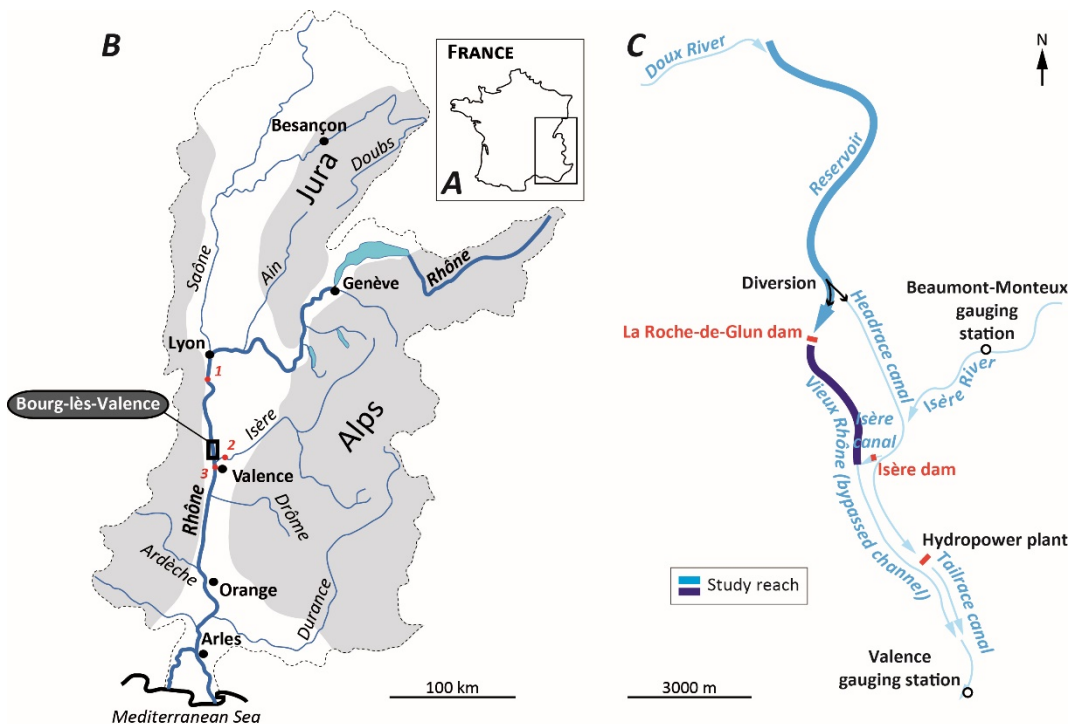 B
FRANCE
A
Besançon
Jura
Doubs
Saône
Ain
Rhône
Genève
Lyon
1
Bourg-lès-Valence
Isère
2
3
Valence
Alps
Rhône
Drôme
Ardèche
Orange
Durance
Arles
Mediterranean Sea
100 km
C
N
Doux River
Reservoir
Diversion
Headrace canal
Beaumont-Monteux
gauging
station
La Roche-de-Glun dam
Isère River
Isère
canal
Isère dam
Vieux Rhône (bypassed channel)
Hydropower plant
Tailrace canal
Study reach
Valence
gauging station
3000 m